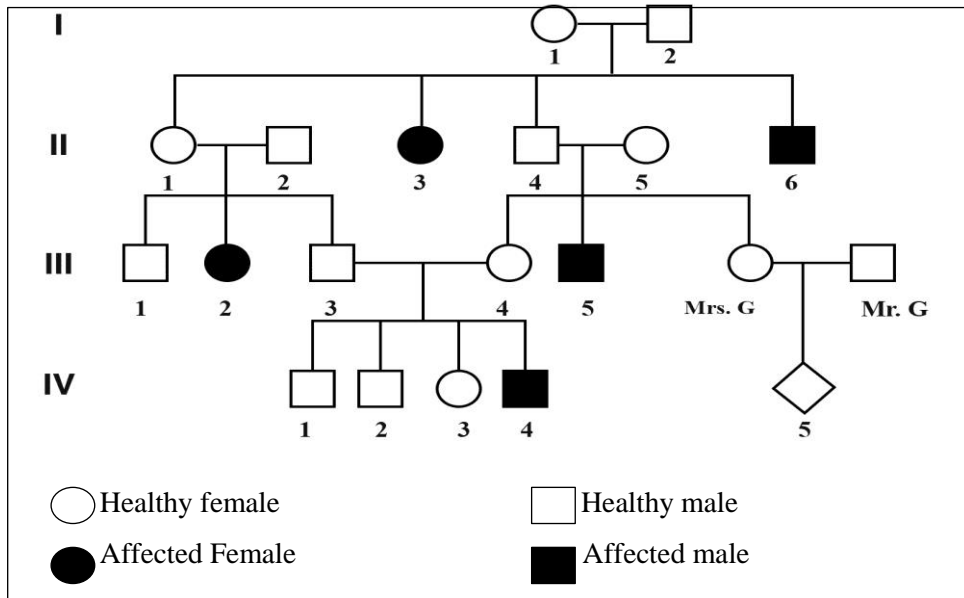 I
1 2
II
1 2 3 4 5 6
III
1 2 3 4 5 Mrs. G Mr. G
IV
1 2 3 4 5
Healthy female Healthy male
Affected Female Affected male